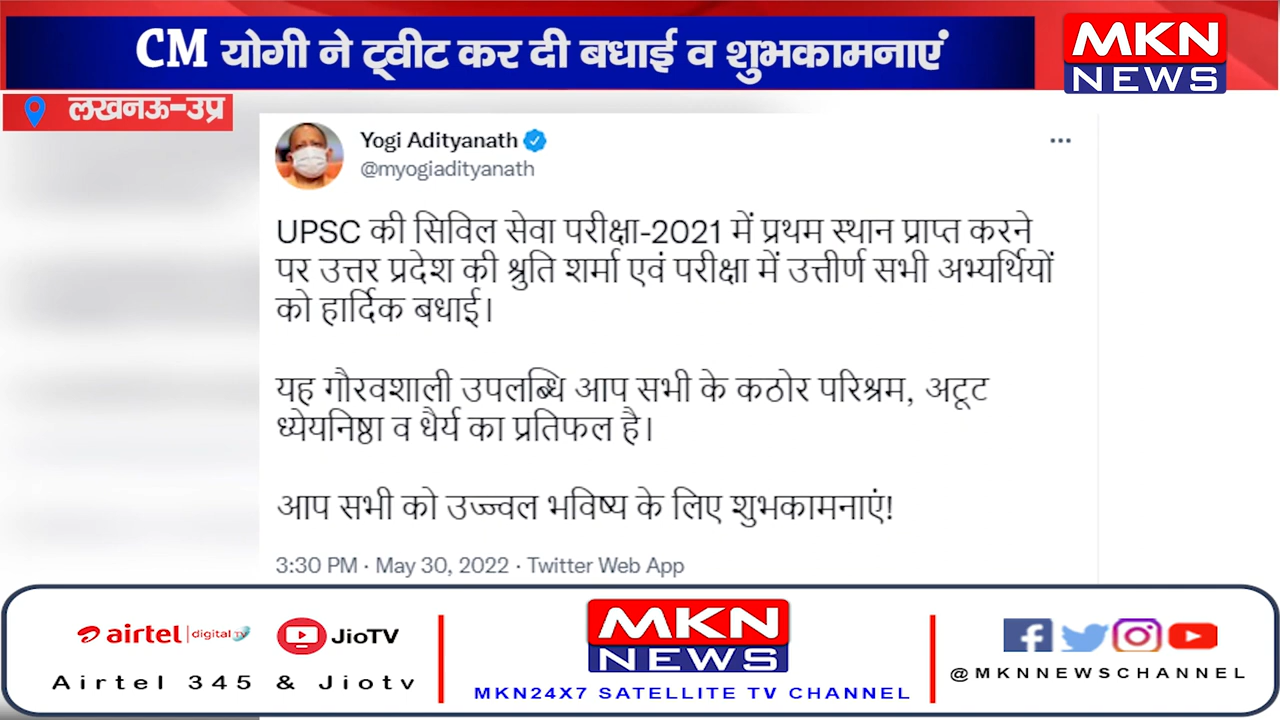 CM योगी ने ट्वीट कर दी बधाई व शुभकामनाएं
MKN
NEWS
लखनऊ-उप्र
Yogi Adityanath
@myogiadityanath
UPSC की सिविल सेवा परीक्षा-2021 में प्रथम स्थान प्राप्त करने
पर उत्तर प्रदेश की श्रुति शर्मा एवं परीक्षा में उत्तीर्ण सभी अभ्यर्थियों
को हार्दिक बधाई।
यह गौरवशाली उपलब्धि आप सभी के कठोर परिश्रम, अटूट
ध्येयनिष्ठा व धैर्य का प्रतिफल है।
आप सभी को उज्ज्वल भविष्य के लिए शुभकामनाएं!
3:30 PM · May 30, 2022 · Twitter Web App
airtel digital TV
JioTV
Airtel 345 & Jiotv
MKN
NEWS
MKN24X7 SATELLITE TV CHANNEL
@MKNNEWSCHANNEL